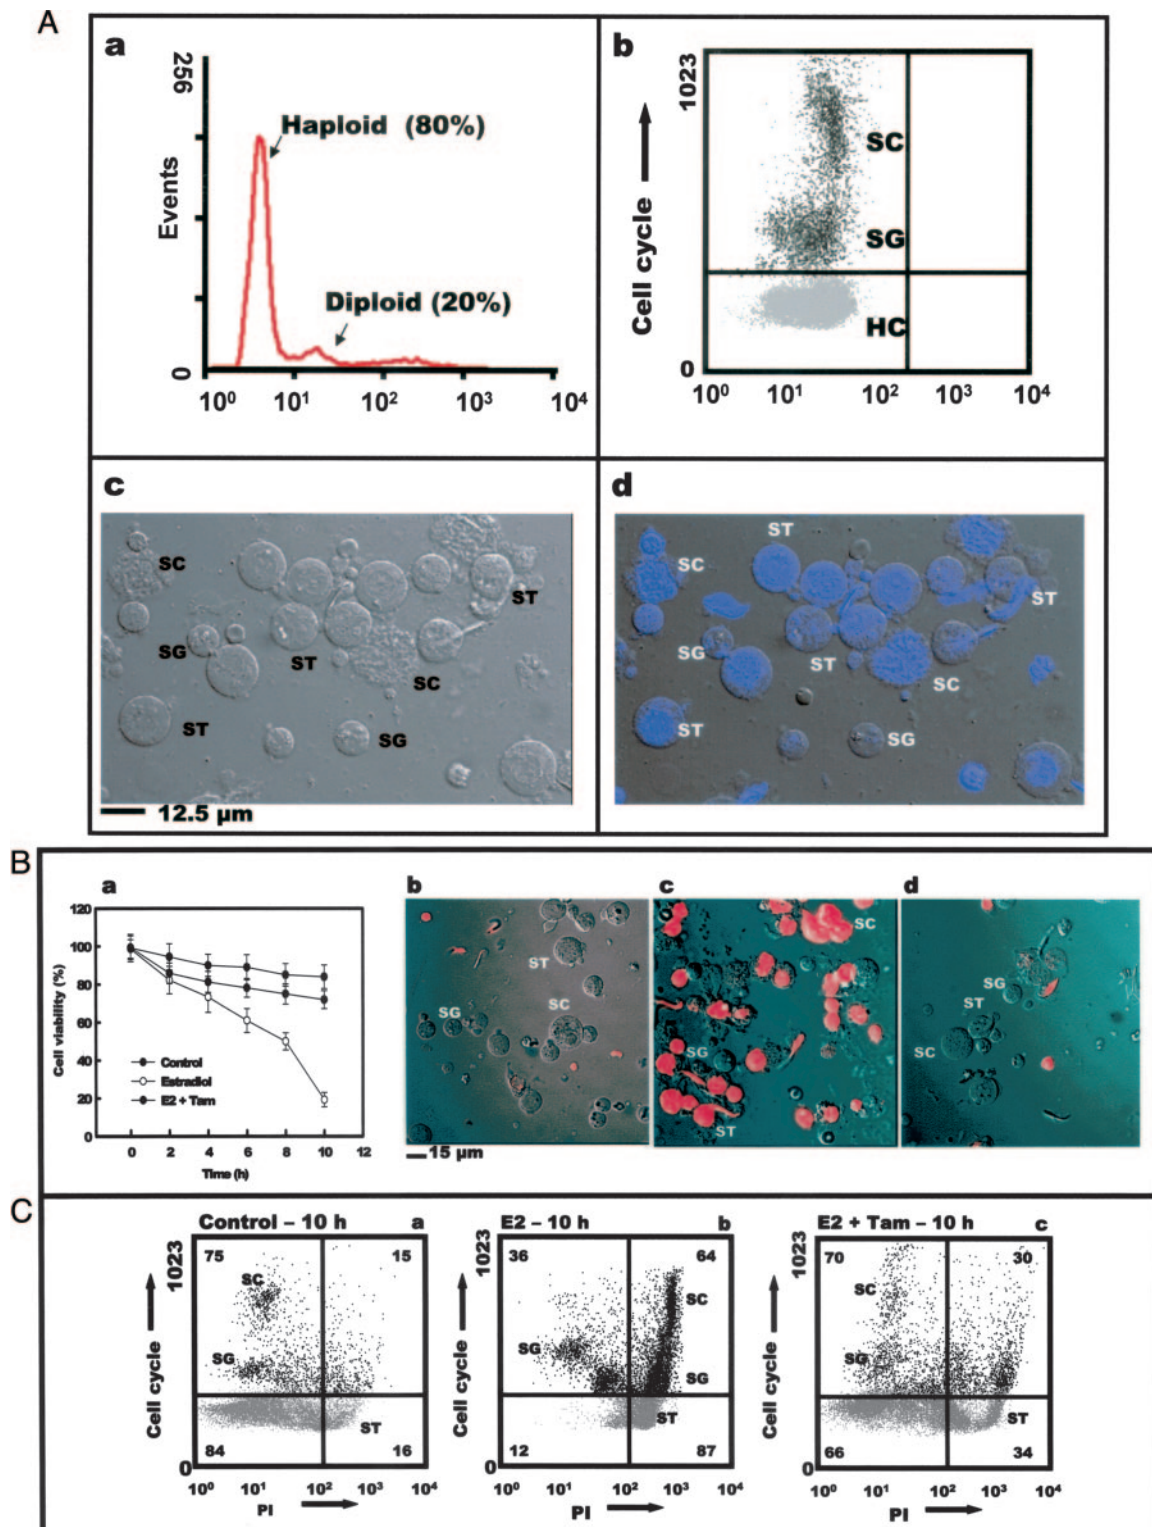 A
a
256
Events
0
Haploid (80%)
Diploid (20%)
10⁰ 10¹ 10² 10³ 10⁴
b
1023
Cell cycle
0
SC
SG
HC
10⁰ 10¹ 10² 10³ 10⁴
c
SC
ST
SG
ST
SC
ST
SG
12.5 µm
d
ST
SC
ST
SG
ST
SC
ST
SG
B
a
120
100
80
60
40
20
0
Cell viability (%)
Control
Estradiol
E2 + Tam
0 2 4 6 8 10 12
Time (h)
b
ST
SG
SC
15 µm
c
SC
SG
ST
d
SG
ST
SC
C
Control – 10 h a
1023
Cell cycle
0
75 15
SC
SG
ST
84 16
10⁰ 10¹ 10² 10³ 10⁴
PI
E2 – 10 h b
1023
Cell cycle
0
36 64
SC
SG
SG
ST
12 87
10⁰ 10¹ 10² 10³ 10⁴
PI
E2 + Tam – 10 h c
1023
Cell cycle
0
70 30
SC
SG
ST
66 34
10⁰ 10¹ 10² 10³ 10⁴
PI